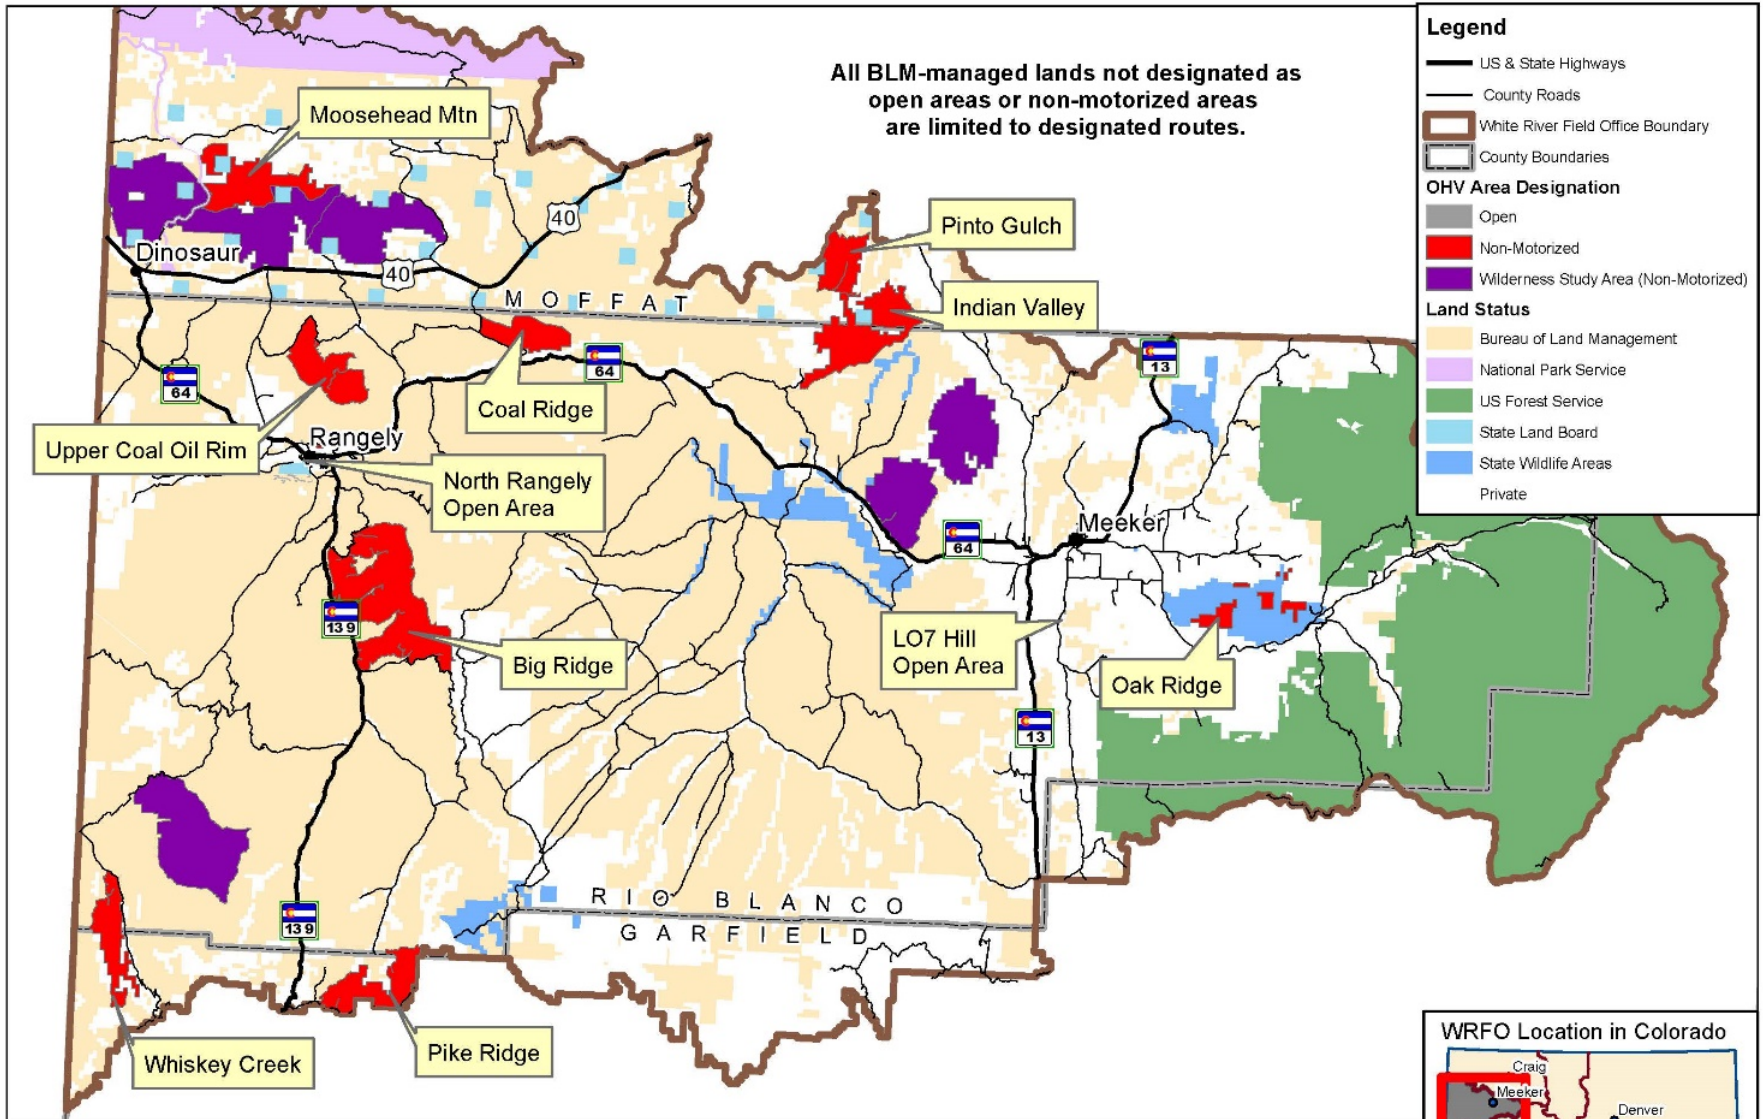 All BLM-managed lands not designated as
open areas or non-motorized areas
are limited to designated routes.
Legend
US & State Highways
County Roads
White River Field Office Boundary
County Boundaries
OHV Area Designation
Open
Non-Motorized
Wilderness Study Area (Non-Motorized)
Land Status
Bureau of Land Management
National Park Service
US Forest Service
State Land Board
State Wildlife Areas
Private
Moosehead Mtn
40
Pinto Gulch
Dinosaur
40
MOFFAT
Indian Valley
64
64
13
Coal Ridge
Upper Coal Oil Rim
Rangely
North Rangely
Open Area
Meeker
64
139
LO7 Hill
Open Area
Big Ridge
Oak Ridge
13
RIO BLANCO
139
GARFIELD
Whiskey Creek
Pike Ridge
WRFO Location in Colorado
Craig
Meeker
Denver